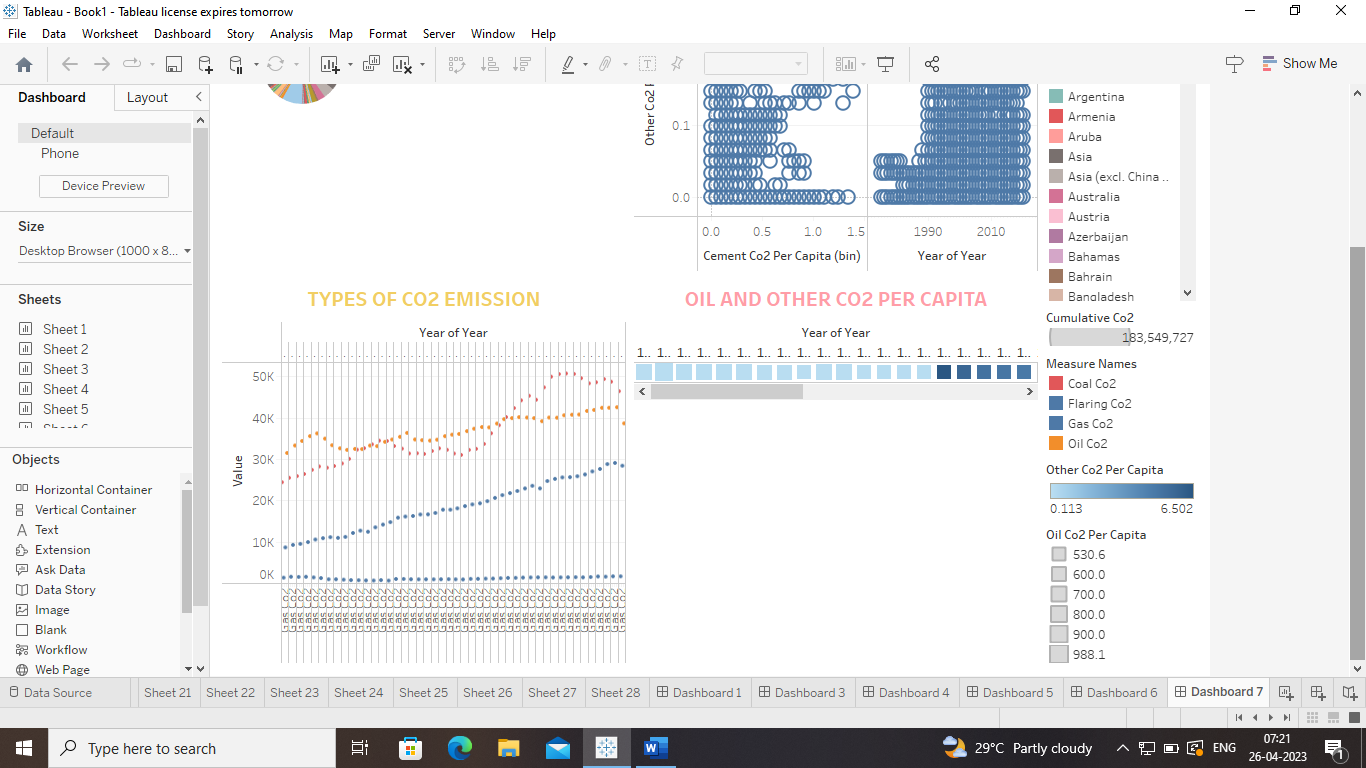 Tableau - Book1 - Tableau license expires tomorrow
File Data Worksheet Dashboard Story Analysis Map Format Server Window Help
Show Me
Dashboard Layout
Default
Phone
Device Preview
Size
Desktop Browser (1000 x 8...
Sheets
Sheet 1
Sheet 2
Sheet 3
Sheet 4
Sheet 5
Objects
Horizontal Container
Vertical Container
Text
Extension
Ask Data
Data Story
Image
Blank
Workflow
Web Page
Other Co2 P
0.1
0.0
0.0 0.5 1.0 1.5 1990 2010
Cement Co2 Per Capita (bin) Year of Year
TYPES OF CO2 EMISSION
Year of Year
Value
50K
40K
30K
20K
10K
0K
OIL AND OTHER CO2 PER CAPITA
Year of Year
1.. 1.. 1.. 1.. 1.. 1.. 1.. 1.. 1.. 1.. 1.. 1.. 1.. 1.. 1.. 1.. 1.. 1.. 1.. 1..
Argentina
Armenia
Aruba
Asia
Asia (excl. China ..
Australia
Austria
Azerbaijan
Bahamas
Bahrain
Bangladesh
Cumulative Co2
183,549,727
Measure Names
Coal Co2
Flaring Co2
Gas Co2
Oil Co2
Other Co2 Per Capita
0.113 6.502
Oil Co2 Per Capita
530.6
600.0
700.0
800.0
900.0
988.1
Data Source Sheet 21 Sheet 22 Sheet 23 Sheet 24 Sheet 25 Sheet 26 Sheet 27 Sheet 28 Dashboard 1 Dashboard 3 Dashboard 4 Dashboard 5 Dashboard 6 Dashboard 7
Type here to search
29°C Partly cloudy
ENG
07:21
26-04-2023
1